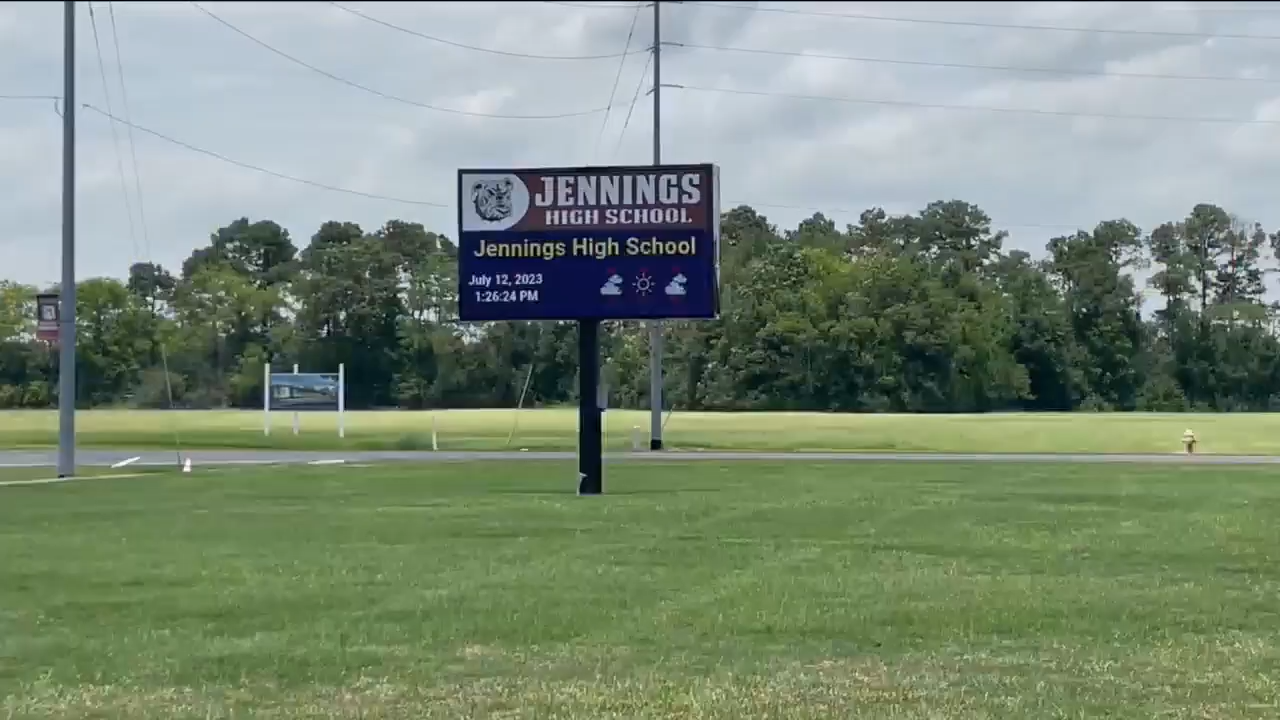 JENNINGS
HIGH SCHOOL
Jennings High School
July 12, 2023
1:26:24 PM